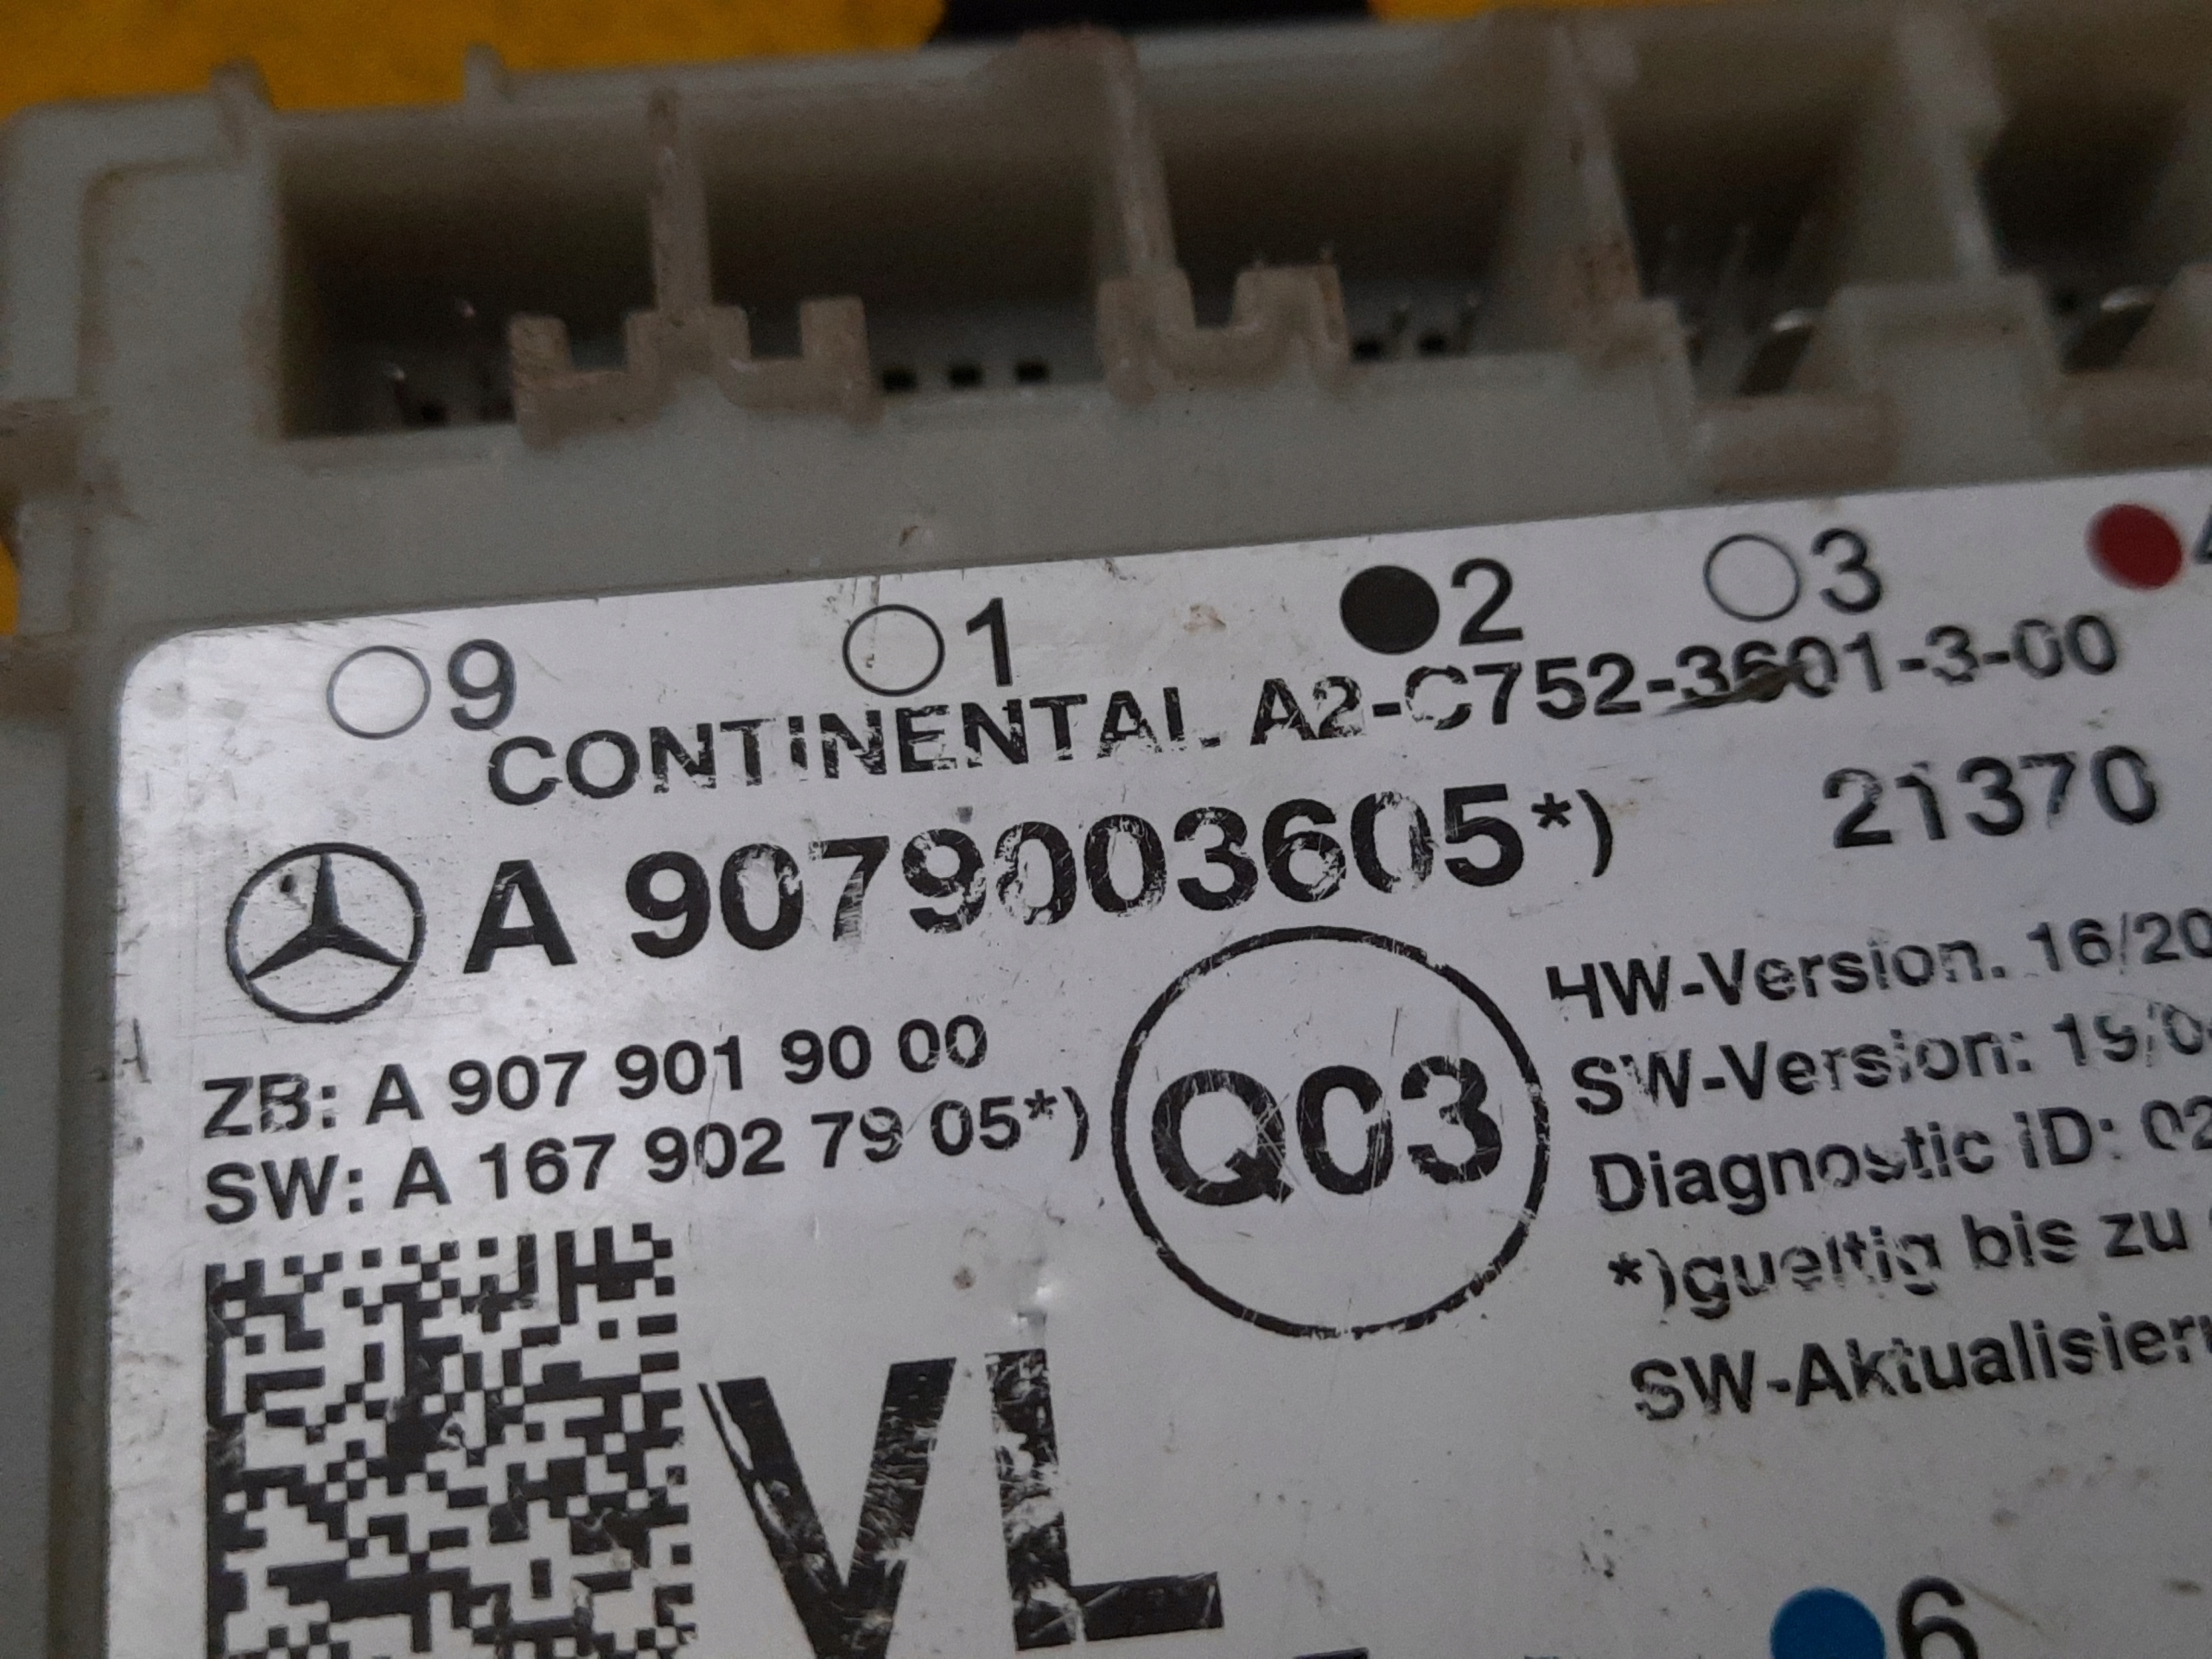 9 1 2 3
CONTINENTAL A2-C752-3601-3-00
A 9079003605*) 21370
ZB: A 907 901 90 00
SW: A 167 902 79 05*)
Q03
HW-Version. 16/20
SW-Version: 19/0
Diagnostic ID: 02
*)gueltig bis zu
SW-Aktualisier
VL
6